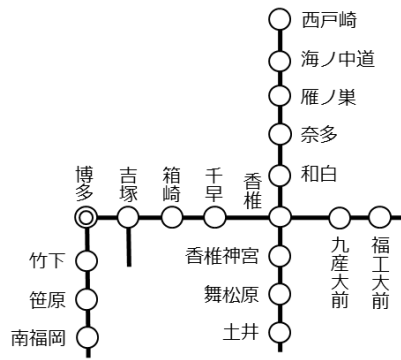 西戸崎
海ノ中道
雁ノ巣
奈多
和白
博多
吉塚
箱崎
千早
香椎
九産大前
福工大前
香椎神宮
舞松原
土井
竹下
笹原
南福岡